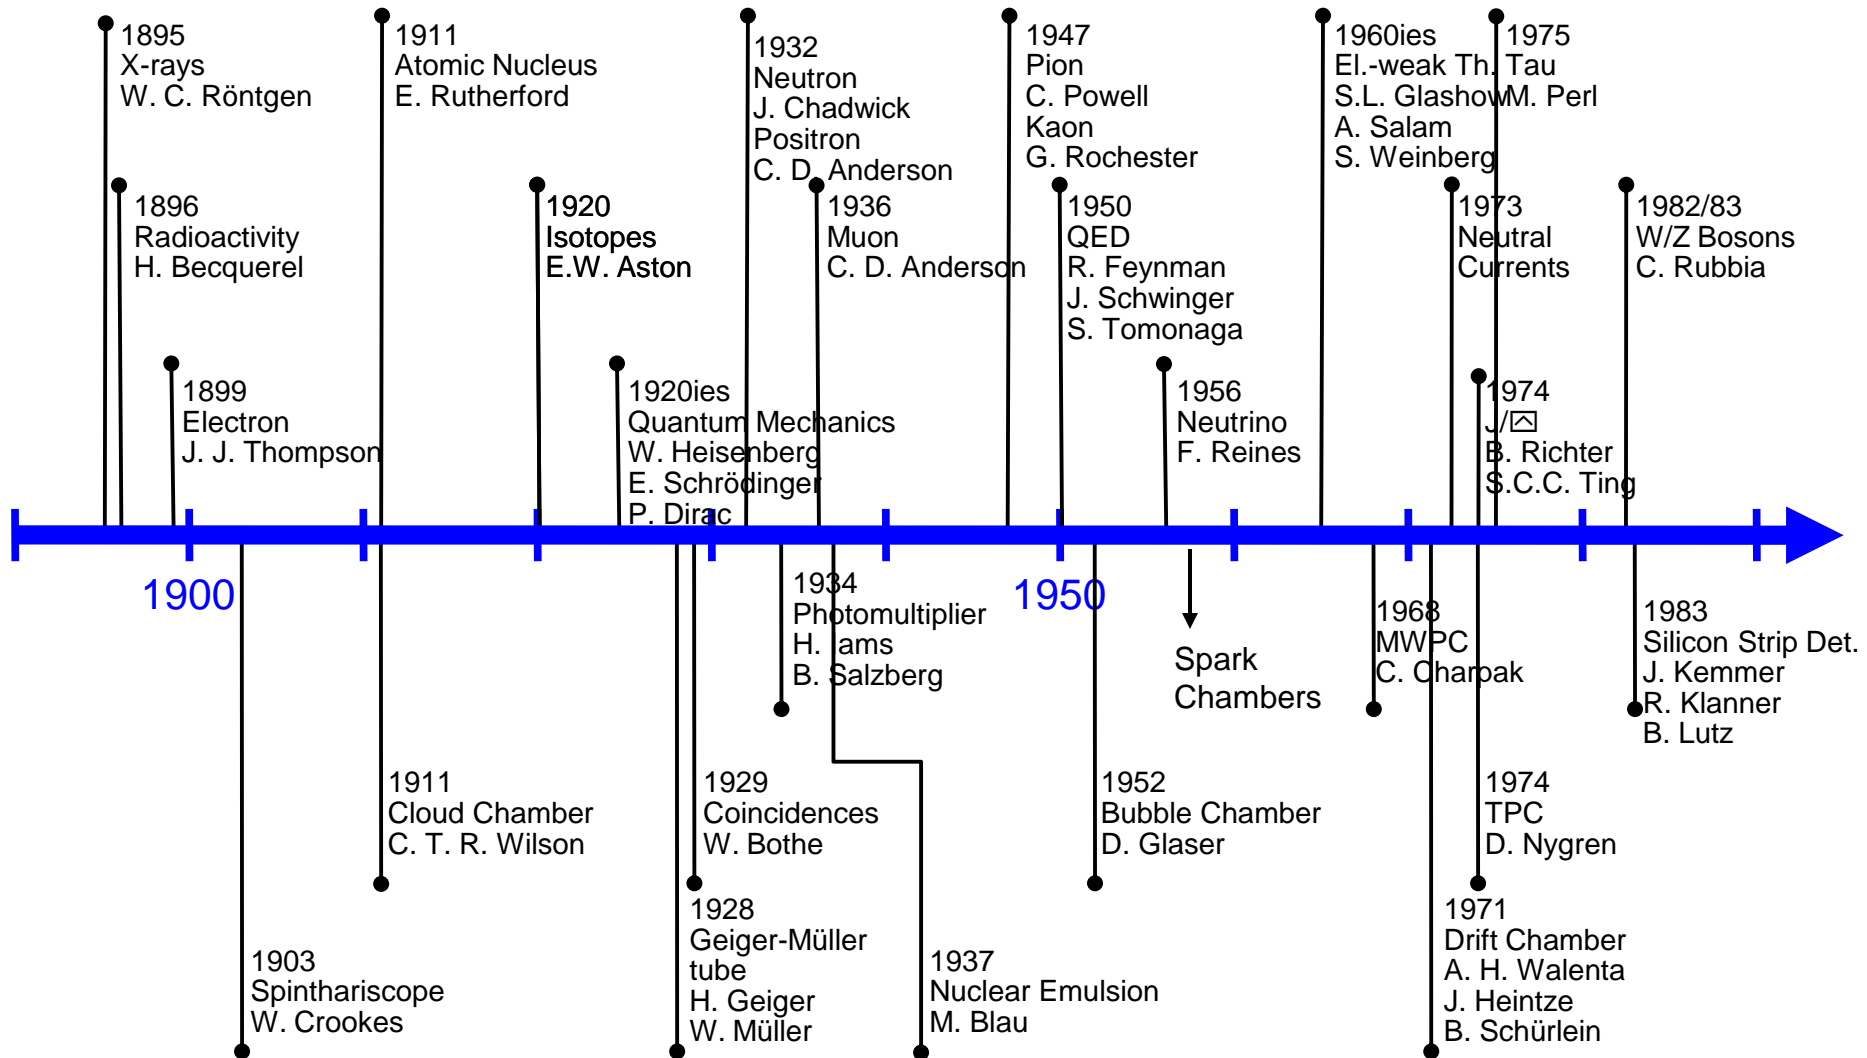 1895
X-rays
W. C. Röntgen
1911
Atomic Nucleus
E. Rutherford
1932
Neutron
J. Chadwick
Positron
C. D. Anderson
1947
Pion
C. Powell
Kaon
G. Rochester
1960ies
El.-weak Th.
S.L. Glashow
A. Salam
S. Weinberg
1975
Tau
M. Perl
1896
Radioactivity
H. Becquerel
1920
Isotopes
E.W. Aston
1936
Muon
C. D. Anderson
1950
QED
R. Feynman
J. Schwinger
S. Tomonaga
1973
Neutral
Currents
1982/83
W/Z Bosons
C. Rubbia
1899
Electron
J. J. Thompson
1920ies
Quantum Mechanics
W. Heisenberg
E. Schrödinger
P. Dirac
1956
Neutrino
F. Reines
1974
J/
B. Richter
S.C.C. Ting
1900
1950
1934
Photomultiplier
H. Iams
B. Salzberg
Spark
Chambers
1968
MWPC
C. Charpak
1983
Silicon Strip Det.
J. Kemmer
R. Klanner
B. Lutz
1911
Cloud Chamber
C. T. R. Wilson
1929
Coincidences
W. Bothe
1952
Bubble Chamber
D. Glaser
1974
TPC
D. Nygren
1903
Spinthariscope
W. Crookes
1928
Geiger-Müller
tube
H. Geiger
W. Müller
1937
Nuclear Emulsion
M. Blau
1971
Drift Chamber
A. H. Walenta
J. Heintze
B. Schürlein